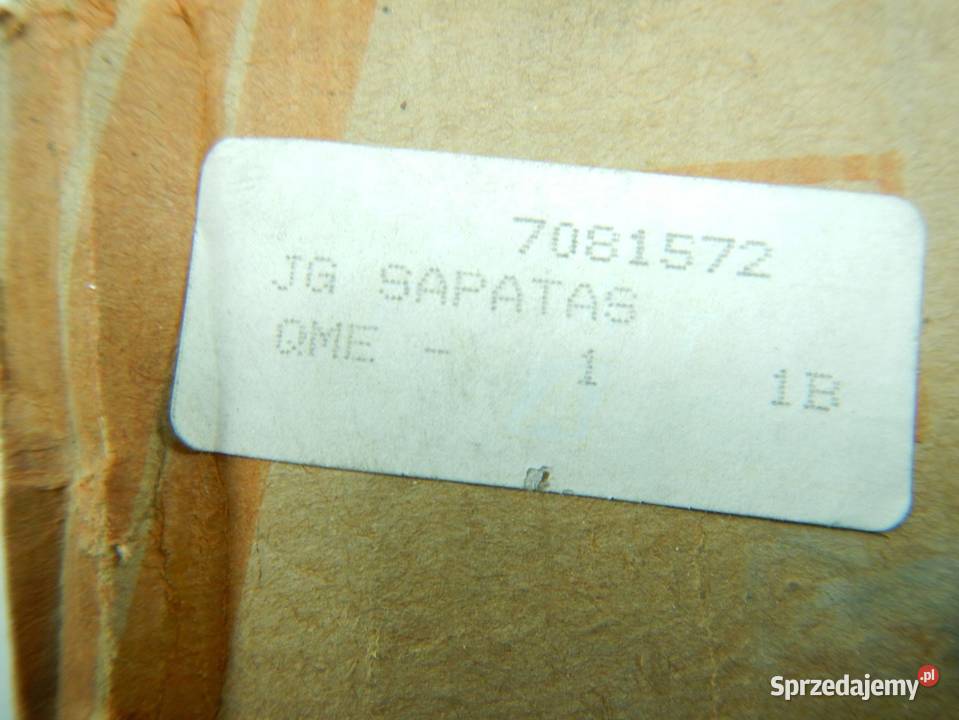 7081572
JG SAPATAS
QME - 1
1B
Sprzedajemy.pl